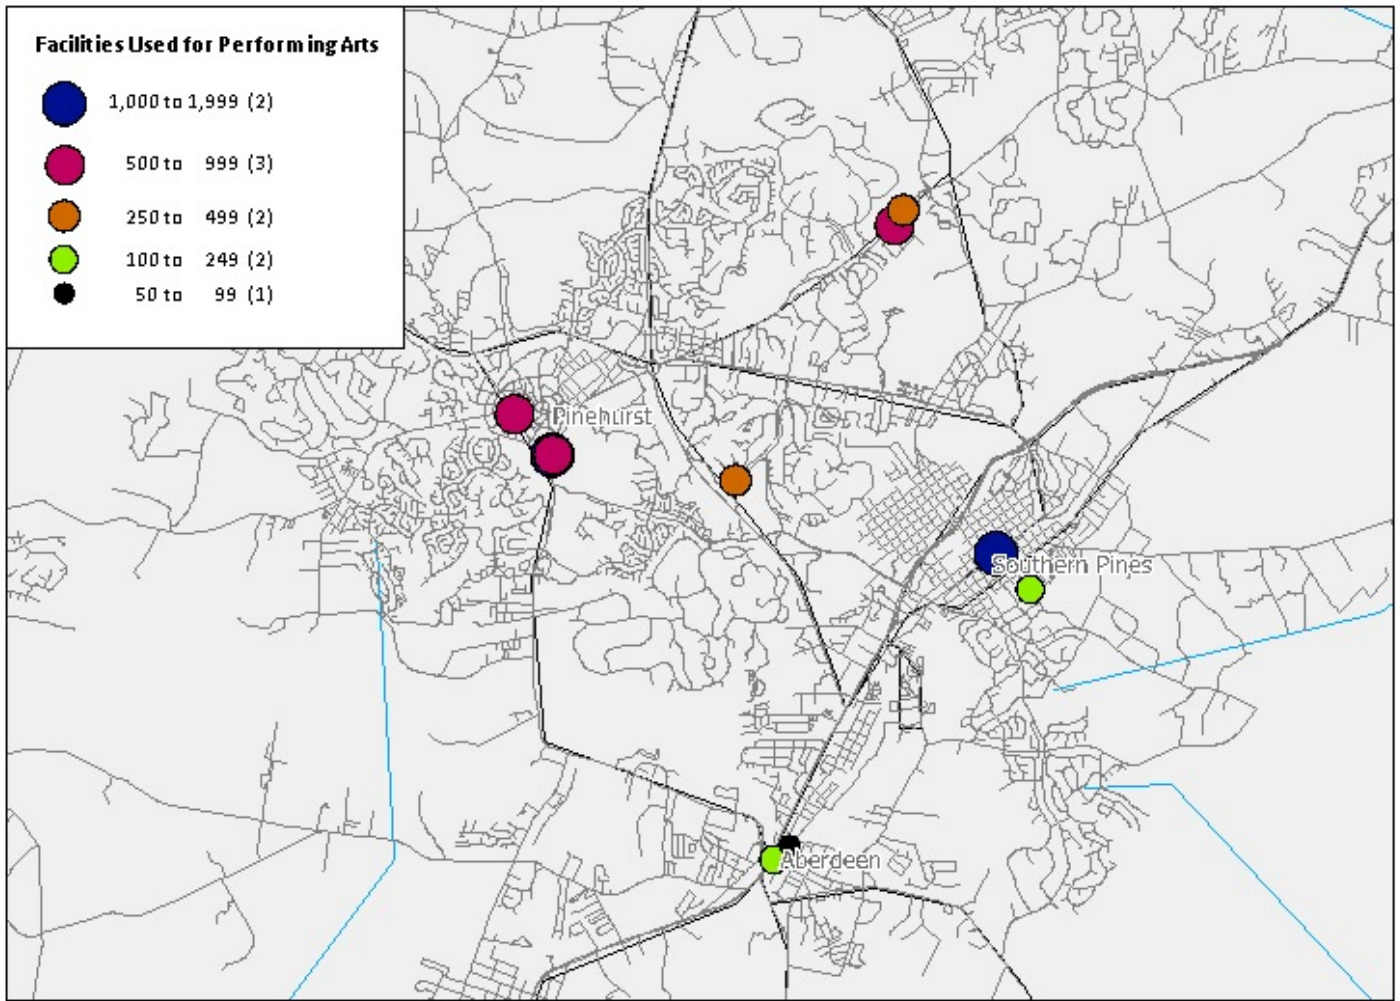 Facilities Used for Performing Arts
1,000 to 1,999 (2)
500 to 999 (3)
250 to 499 (2)
100 to 249 (2)
50 to 99 (1)
Pinehurst
Southern Pines
Aberdeen